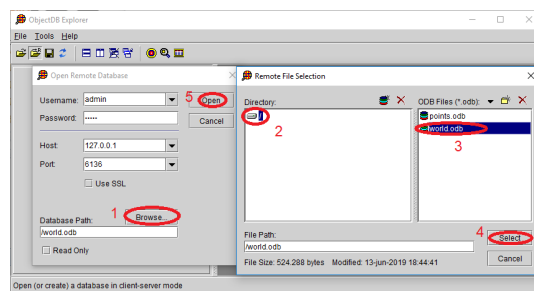 ObjectDB Explorer
File Tools Help
Open Remote Database
Username: admin
5 Open
Password: •••••
Cancel
Host: 127.0.0.1
Port: 6136
Use SSL
1 Browse...
Database Path:
/world.odb
Read Only
Remote File Selection
Directory:
ODB Files (*.odb):
/
2
points.odb
world.odb
3
File Path:
/world.odb
4 Select
File Size: 524.288 bytes Modified: 13-jun-2019 18:44:41
Cancel
Open (or create) a database in client-server mode